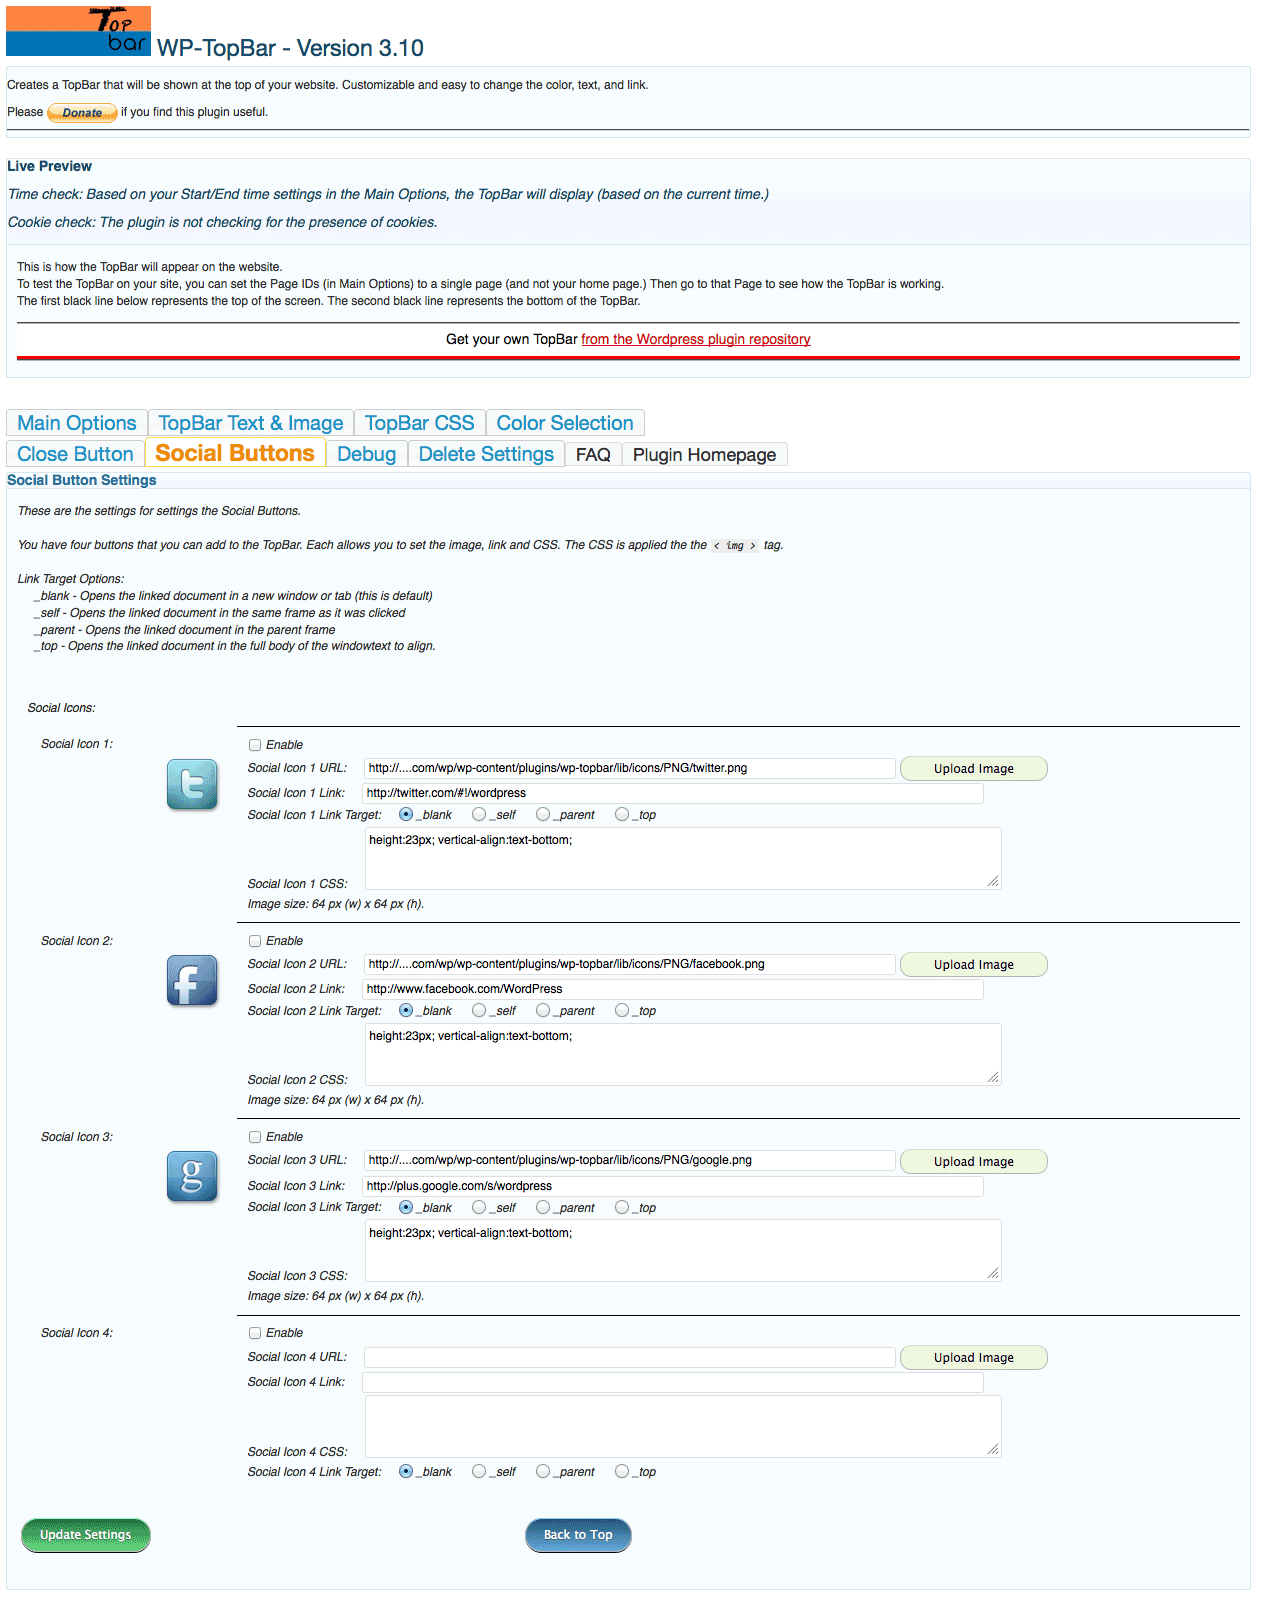 Top
bar
WP-TopBar - Version 3.10
Creates a TopBar that will be shown at the top of your website. Customizable and easy to change the color, text, and link.
Please Donate if you find this plugin useful.
Live Preview
Time check: Based on your Start/End time settings in the Main Options, the TopBar will display (based on the current time.)
Cookie check: The plugin is not checking for the presence of cookies.
This is how the TopBar will appear on the website.
To test the TopBar on your site, you can set the Page IDs (in Main Options) to a single page (and not your home page.) Then go to that Page to see how the TopBar is working.
The first black line below represents the top of the screen. The second black line represents the bottom of the TopBar.
Get your own TopBar from the Wordpress plugin repository
Main Options TopBar Text & Image TopBar CSS Color Selection
Close Button Social Buttons Debug Delete Settings FAQ Plugin Homepage
Social Button Settings
These are the settings for settings the Social Buttons.
You have four buttons that you can add to the TopBar. Each allows you to set the image, link and CSS. The CSS is applied the the < img > tag.
Link Target Options:
_blank - Opens the linked document in a new window or tab (this is default)
_self - Opens the linked document in the same frame as it was clicked
_parent - Opens the linked document in the parent frame
_top - Opens the linked document in the full body of the windowtext to align.
Social Icons:
Social Icon 1: Enable
Social Icon 1 URL: http://....com/wp/wp-content/plugins/wp-topbar/lib/icons/PNG/twitter.png Upload Image
Social Icon 1 Link: http://twitter.com/#!/wordpress
Social Icon 1 Link Target: _blank _self _parent _top
height:23px; vertical-align:text-bottom;
Social Icon 1 CSS:
Image size: 64 px (w) x 64 px (h).
Social Icon 2: Enable
Social Icon 2 URL: http://....com/wp/wp-content/plugins/wp-topbar/lib/icons/PNG/facebook.png Upload Image
Social Icon 2 Link: http://www.facebook.com/WordPress
Social Icon 2 Link Target: _blank _self _parent _top
height:23px; vertical-align:text-bottom;
Social Icon 2 CSS:
Image size: 64 px (w) x 64 px (h).
Social Icon 3: Enable
Social Icon 3 URL: http://....com/wp/wp-content/plugins/wp-topbar/lib/icons/PNG/google.png Upload Image
Social Icon 3 Link: http://plus.google.com/s/wordpress
Social Icon 3 Link Target: _blank _self _parent _top
height:23px; vertical-align:text-bottom;
Social Icon 3 CSS:
Image size: 64 px (w) x 64 px (h).
Social Icon 4: Enable
Social Icon 4 URL: Upload Image
Social Icon 4 Link:
Social Icon 4 CSS:
Social Icon 4 Link Target: _blank _self _parent _top
Update Settings Back to Top